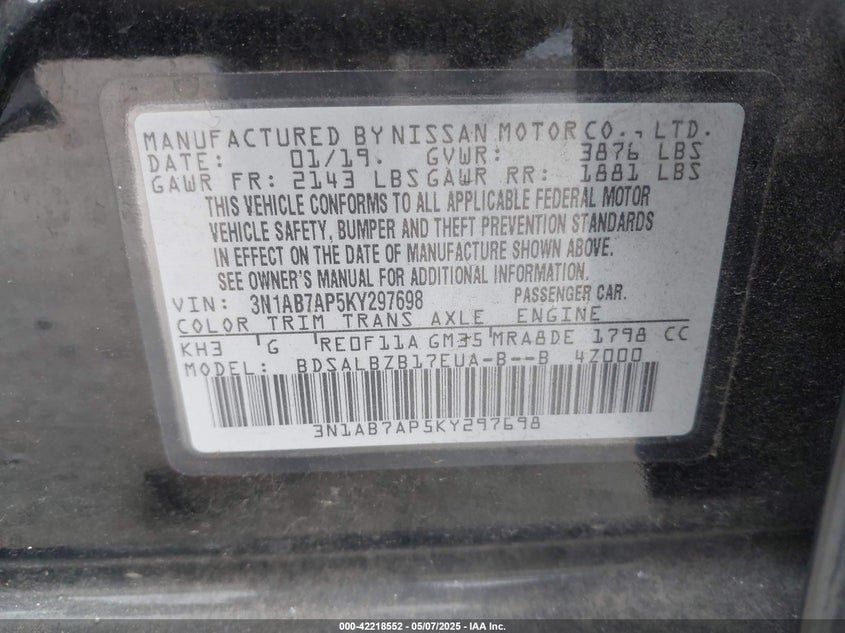 MANUFACTURED BY NISSAN MOTOR CO., LTD.
DATE: 01/19. GVWR: 3876 LBS
GAWR FR: 2143 LBS GAWR RR: 1881 LBS
THIS VEHICLE CONFORMS TO ALL APPLICABLE FEDERAL MOTOR
VEHICLE SAFETY, BUMPER AND THEFT PREVENTION STANDARDS
IN EFFECT ON THE DATE OF MANUFACTURE SHOWN ABOVE.
SEE OWNER'S MANUAL FOR ADDITIONAL INFORMATION.
VIN: 3N1AB7AP5KY297698 PASSENGER CAR.
COLOR TRIM TRANS AXLE ENGINE
KH3 G RE0F11A GM35 MRA8DE 1798 CC
MODEL: BDSALBZB17EUA-B--B 4Z000
3N1AB7AP5KY297698
000-42218552 - 05/07/2025 - IAA Inc.